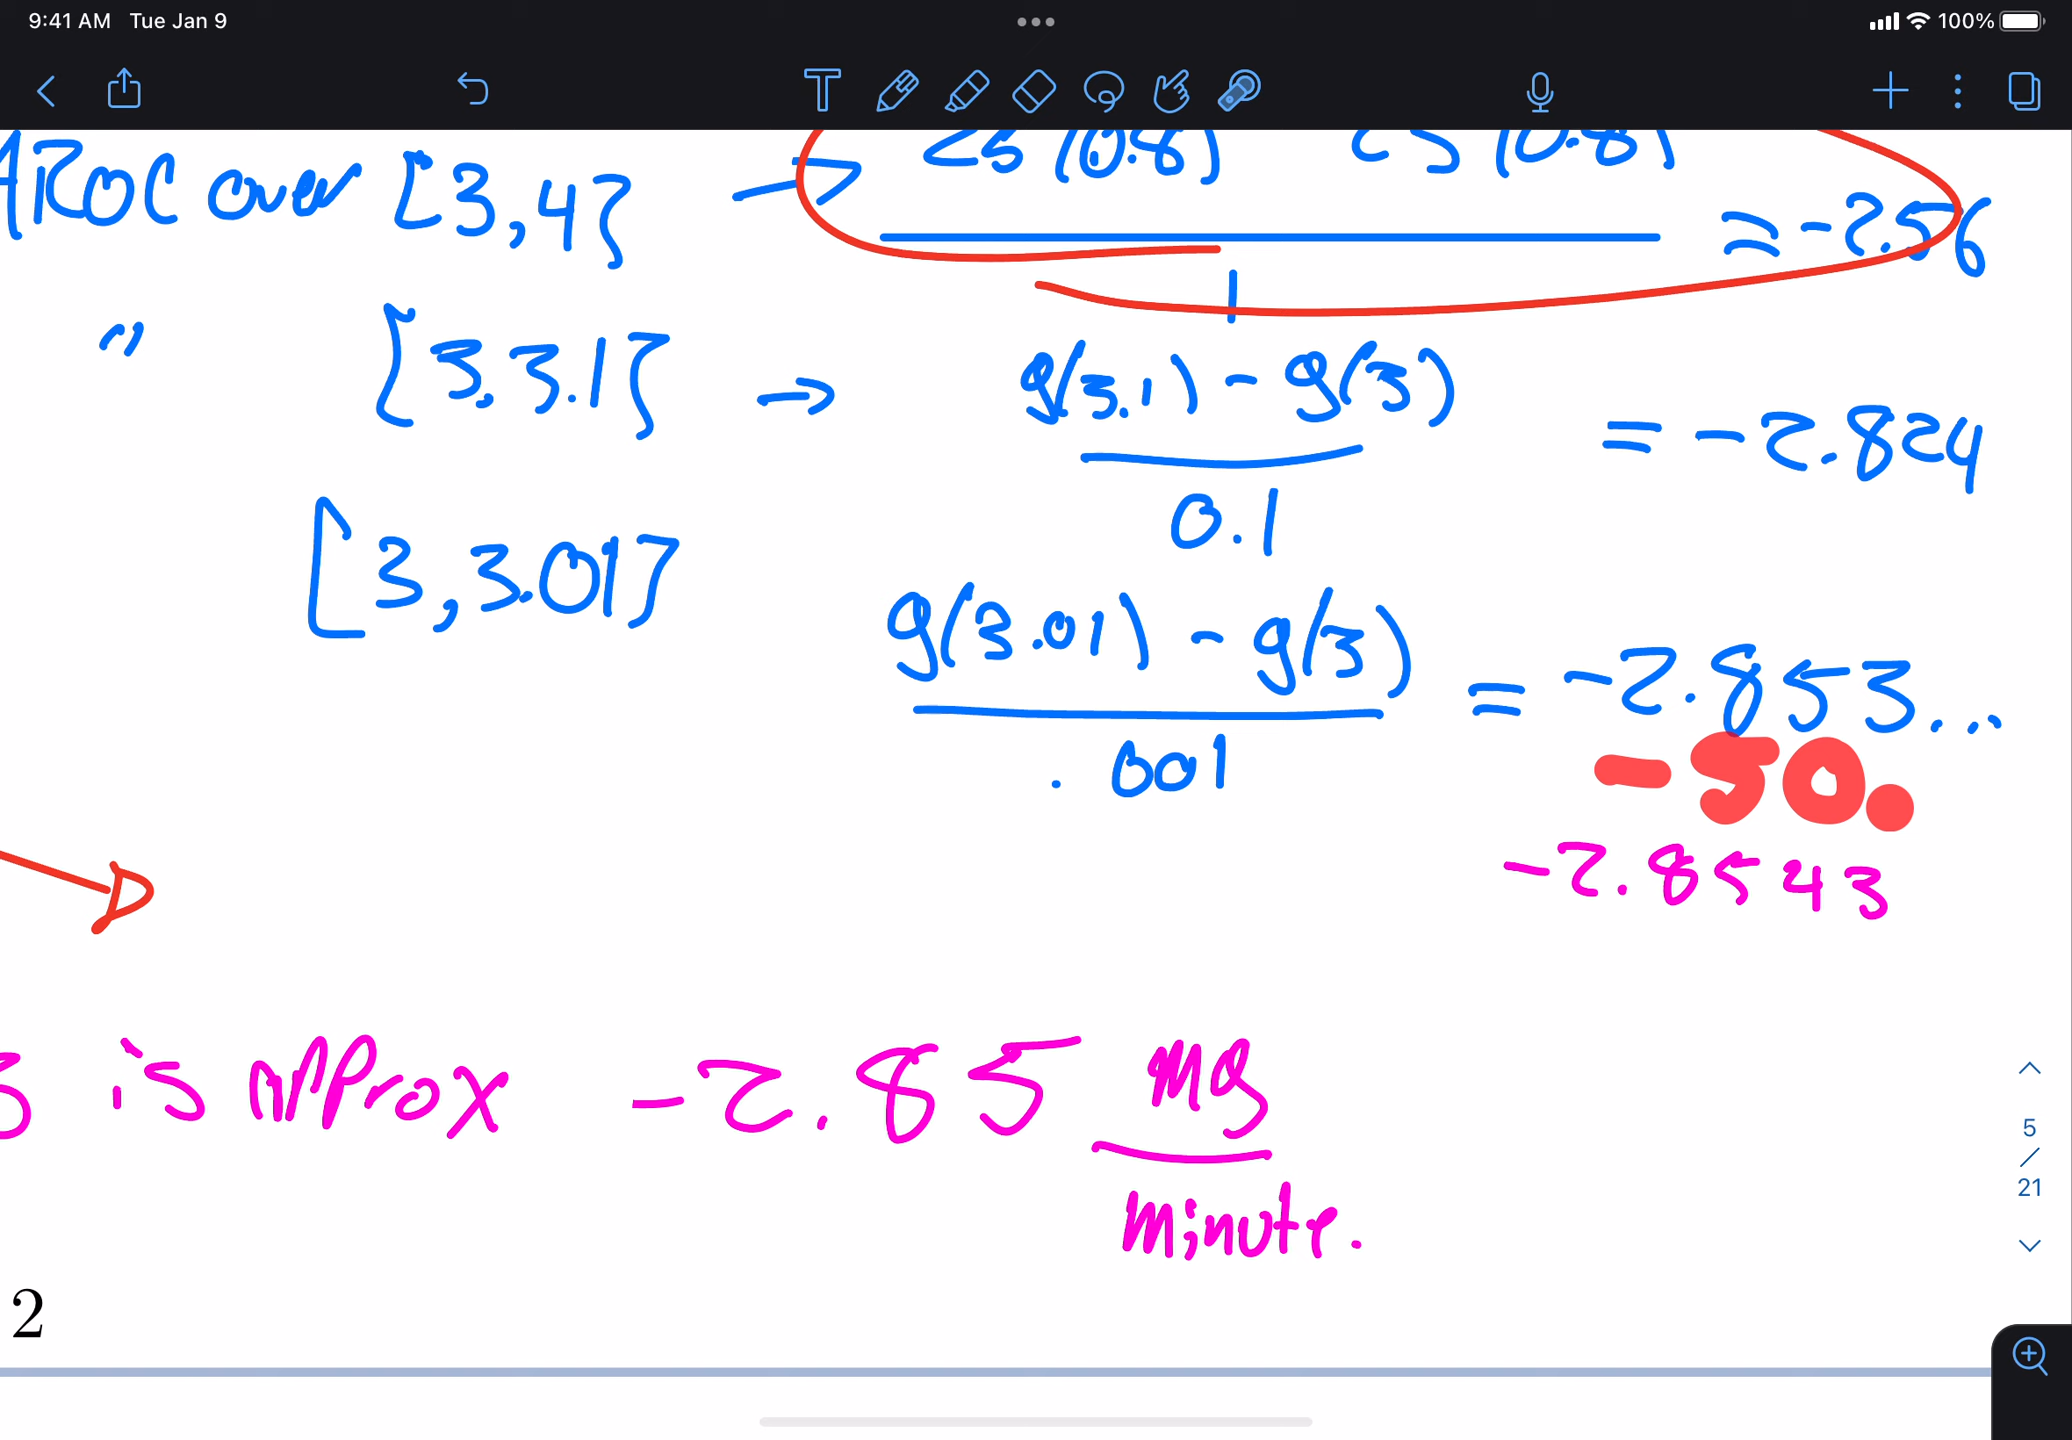 9:41 AM Tue Jan 9 100%
AROC over [3,4] → 25(0.8) 25(0.8)
1
= -2.56
" [3,3.1] → g(3.1) - g(3)
0.1
= -2.824
[3,3.01] g(3.01) - g(3)
.001
= -2.853...
-50.
-2.8543
3 is approx -2.85 mg
minute.
5
/
21
2